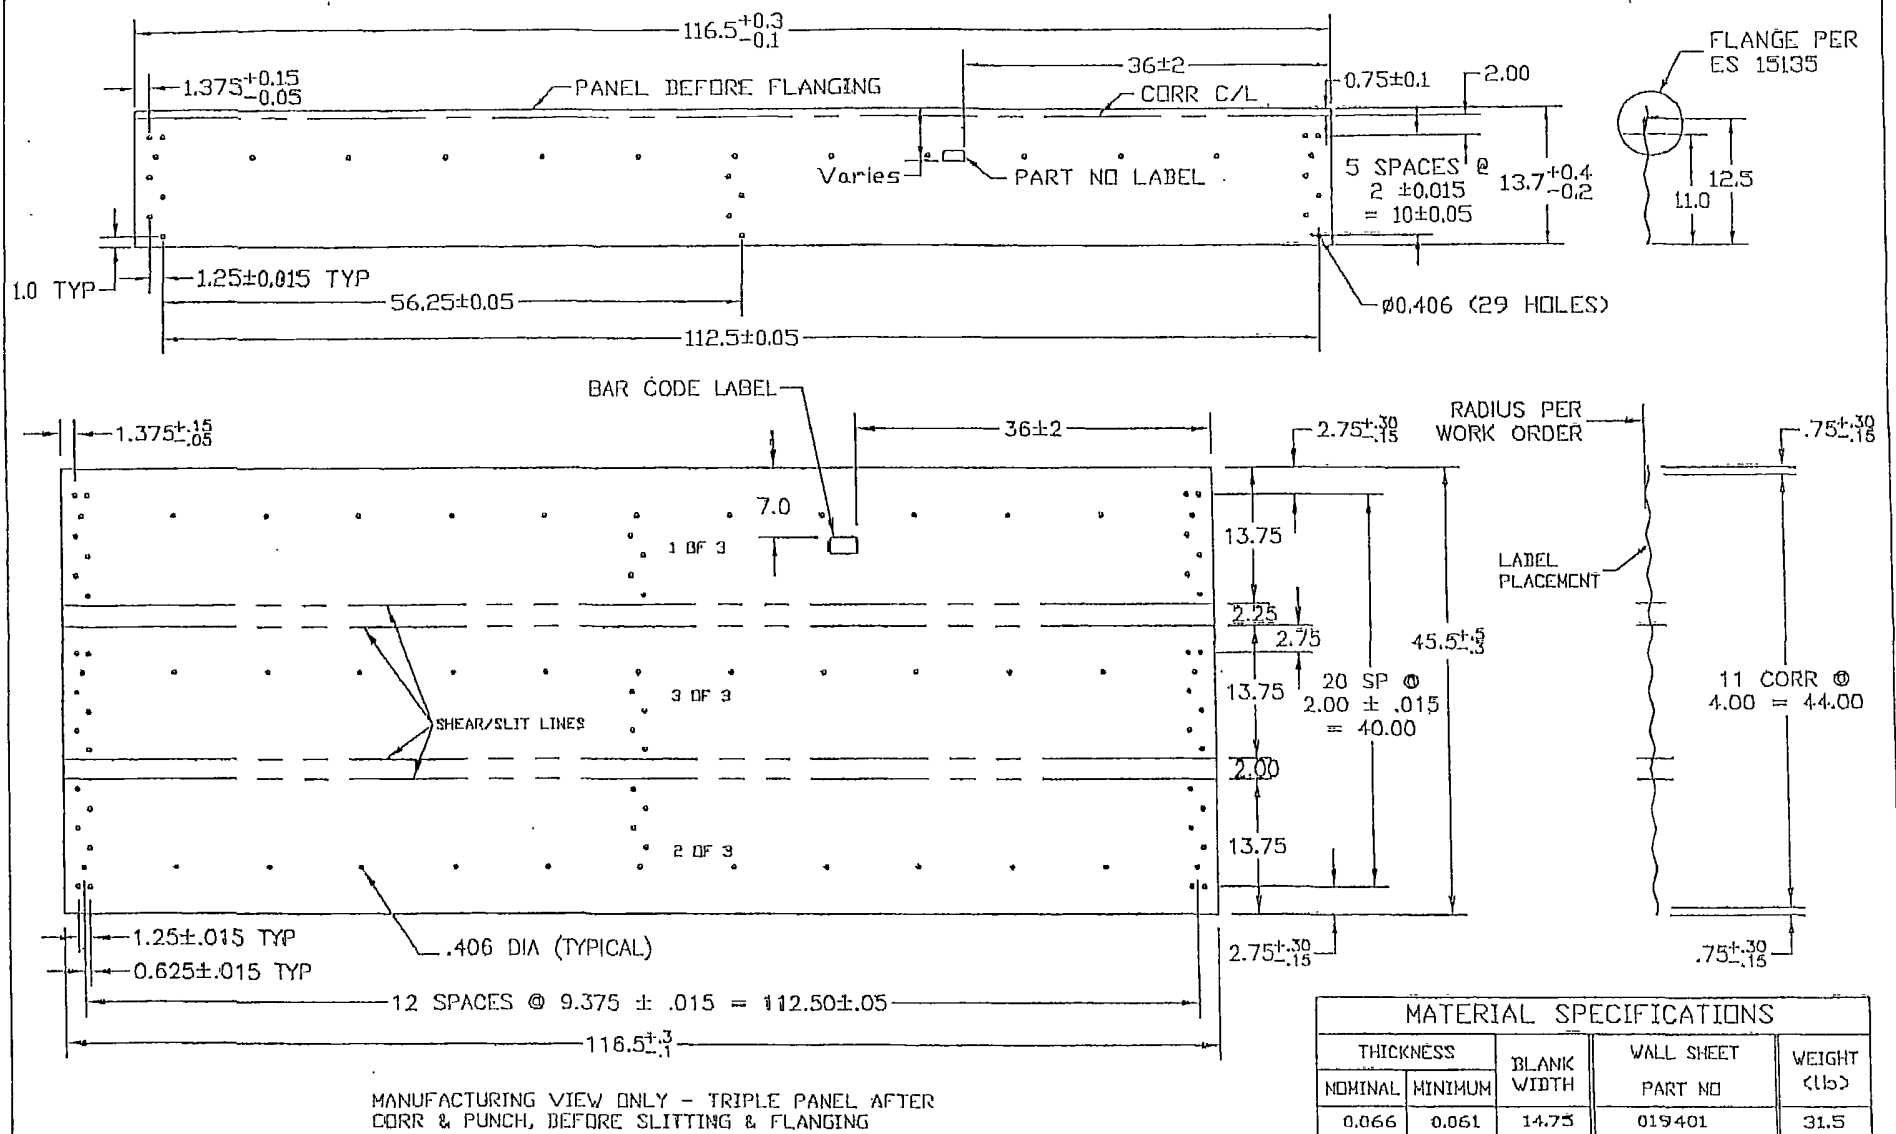 116.5+0.3
-0.1
FLANGE PER
ES 15135
1.375+0.15
-0.05
PANEL BEFORE FLANGING
36±2
CORR C/L
0.75±0.1
2.00
Varies
PART NO LABEL
5 SPACES @
2 ±0.015
= 10±0.05
13.7+0.4
-0.2
11.0
12.5
1.0 TYP
1.25±0.015 TYP
56.25±0.05
Ø0.406 (29 HOLES)
112.5±0.05
BAR CODE LABEL
1.375+.15
-.05
36±2
2.75+.30
-.15
RADIUS PER
WORK ORDER
.75+.30
-.15
7.0
1 OF 3
13.75
LABEL
PLACEMENT
2.25
2.75
45.5+.5
-.3
3 OF 3
13.75
20 SP @
2.00 ± .015
= 40.00
11 CORR @
4.00 = 44.00
SHEAR/SLIT LINES
2.00
2 OF 3
13.75
1.25±.015 TYP
.406 DIA (TYPICAL)
2.75+.30
-.15
.75+.30
-.15
0.625±.015 TYP
12 SPACES @ 9.375 ± .015 = 112.50±.05
116.5+.3
-.1
MANUFACTURING VIEW ONLY - TRIPLE PANEL AFTER
CORR & PUNCH, BEFORE SLITTING & FLANGING
MATERIAL SPECIFICATIONS
THICKNESS
BLANK
WIDTH
WALL SHEET
PART NO
WEIGHT
(lb)
NOMINAL MINIMUM
0.066 0.061 14.75 019401 31.5